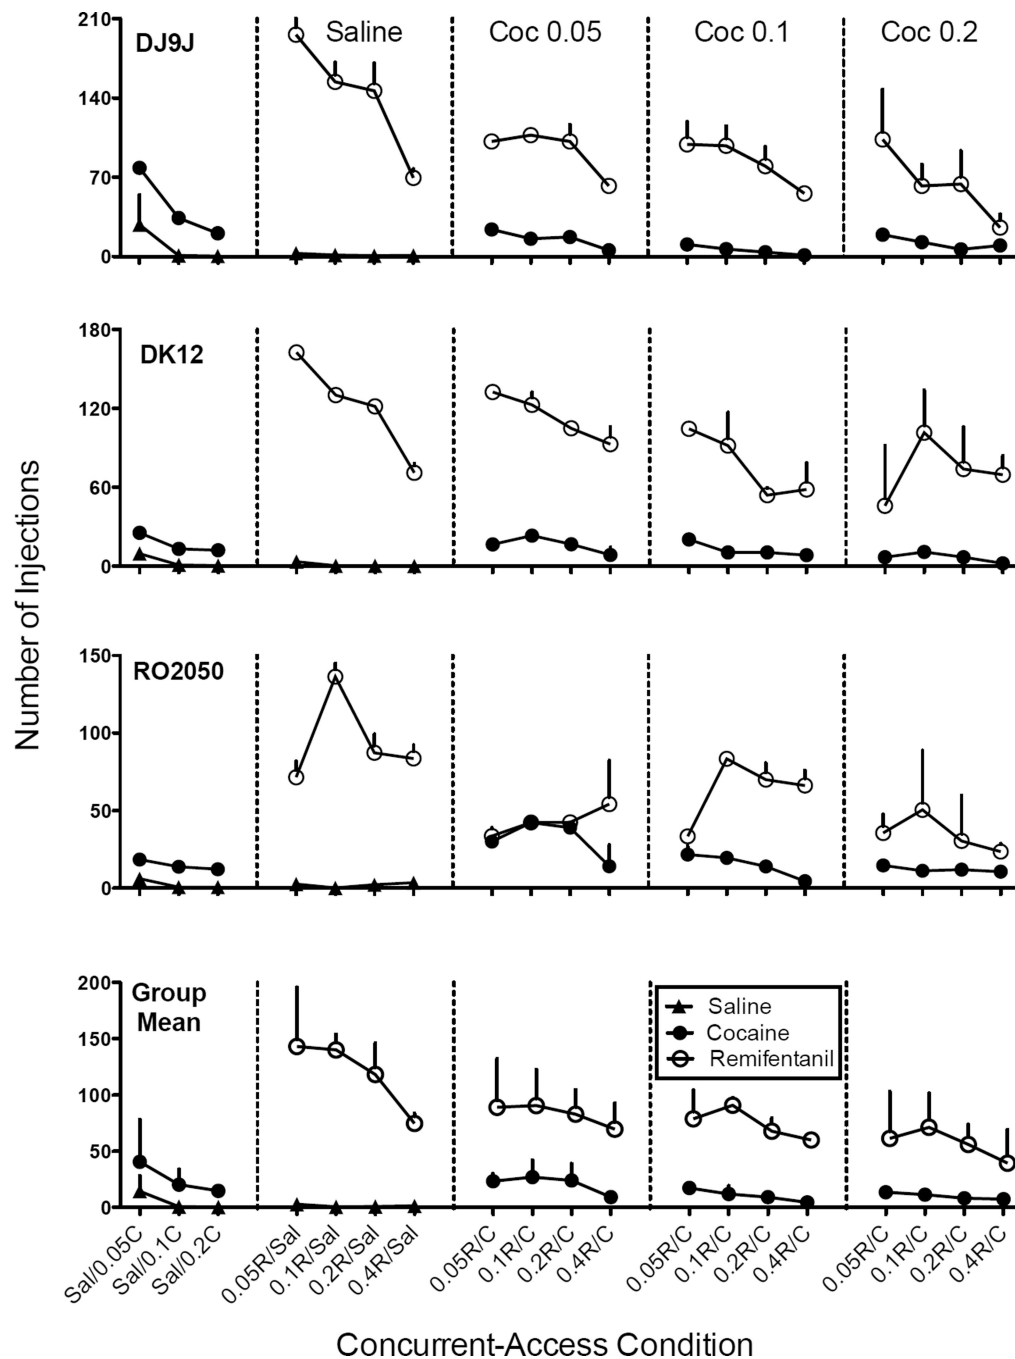 210
140
70
0
DJ9J
Saline
Coc 0.05
Coc 0.1
Coc 0.2
180
120
60
0
DK12
150
100
50
0
RO2050
200
150
100
50
0
Group
Mean
Saline
Cocaine
Remifentanil
Number of Injections
Sal/0.05C
Sal/0.1C
Sal/0.2C
0.05R/Sal
0.1R/Sal
0.2R/Sal
0.4R/Sal
0.05R/C
0.1R/C
0.2R/C
0.4R/C
0.05R/C
0.1R/C
0.2R/C
0.4R/C
0.05R/C
0.1R/C
0.2R/C
0.4R/C
Concurrent-Access Condition